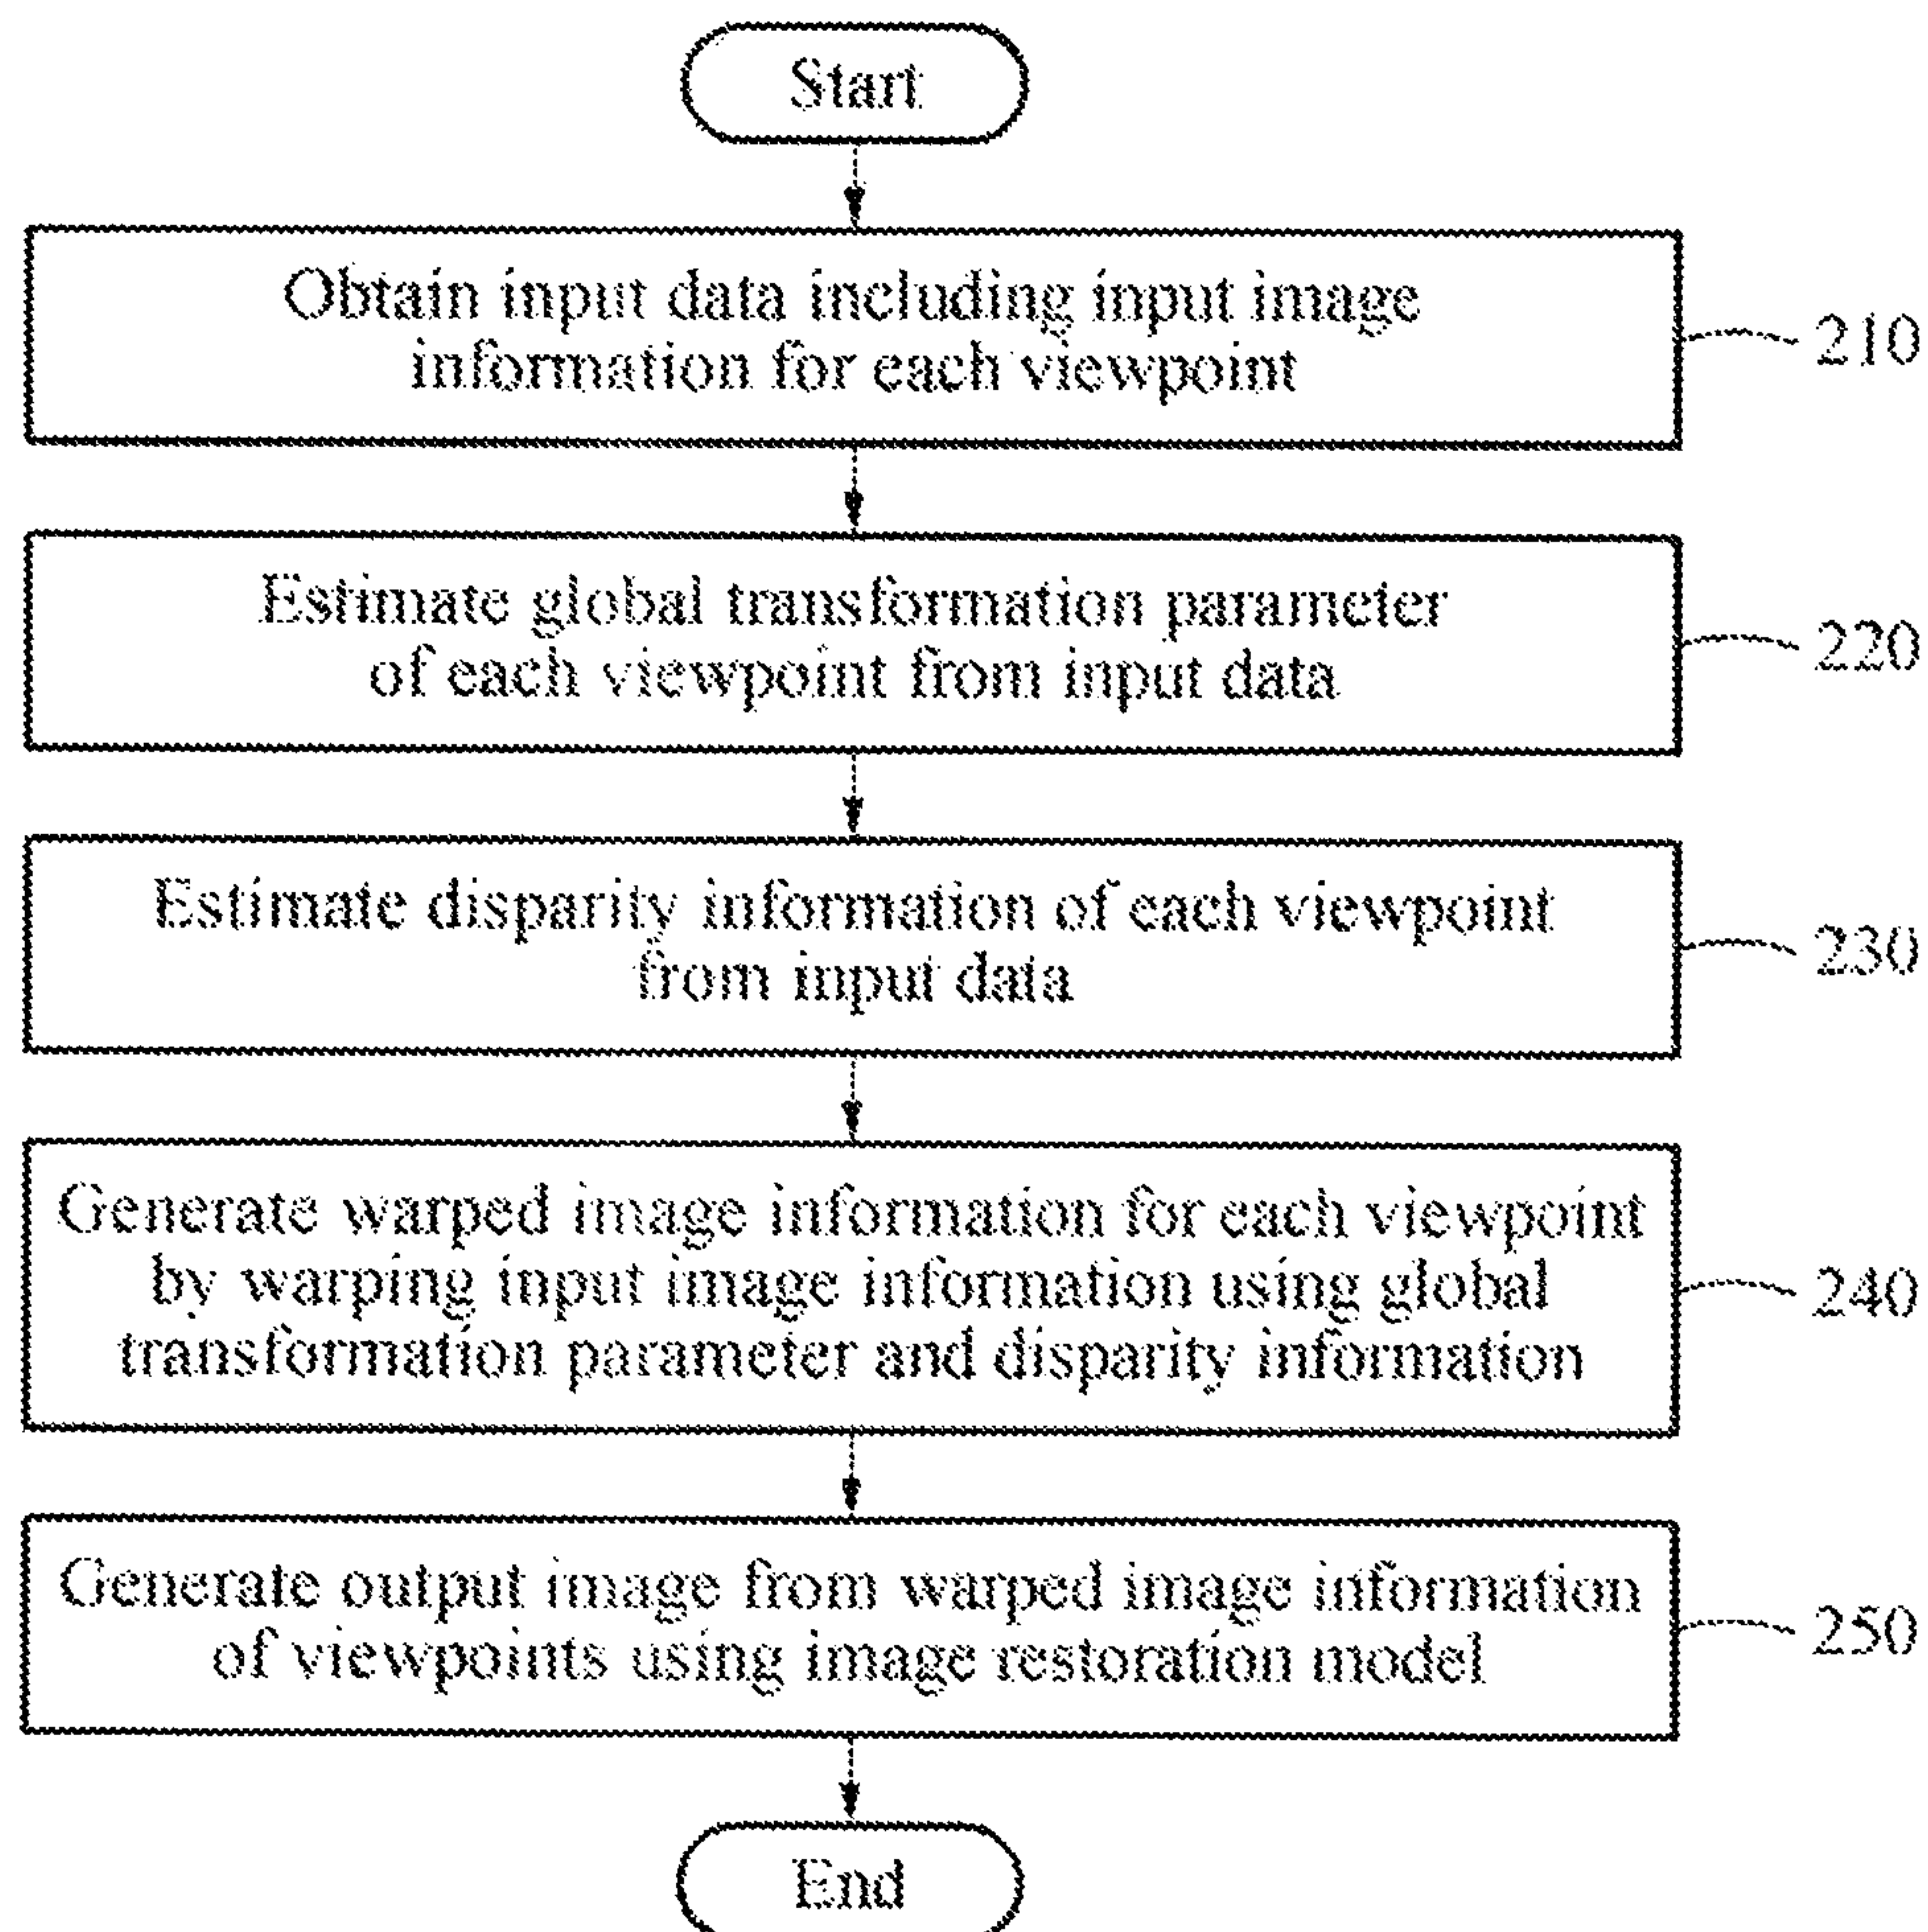 Start
Obtain input data including input image
information for each viewpoint
210
Estimate global transformation parameter
of each viewpoint from input data
220
Estimate disparity information of each viewpoint
from input data
230
Generate warped image information for each viewpoint
by warping input image information using global
transformation parameter and disparity information
240
Generate output image from warped image information
of viewpoints using image restoration model
250
End